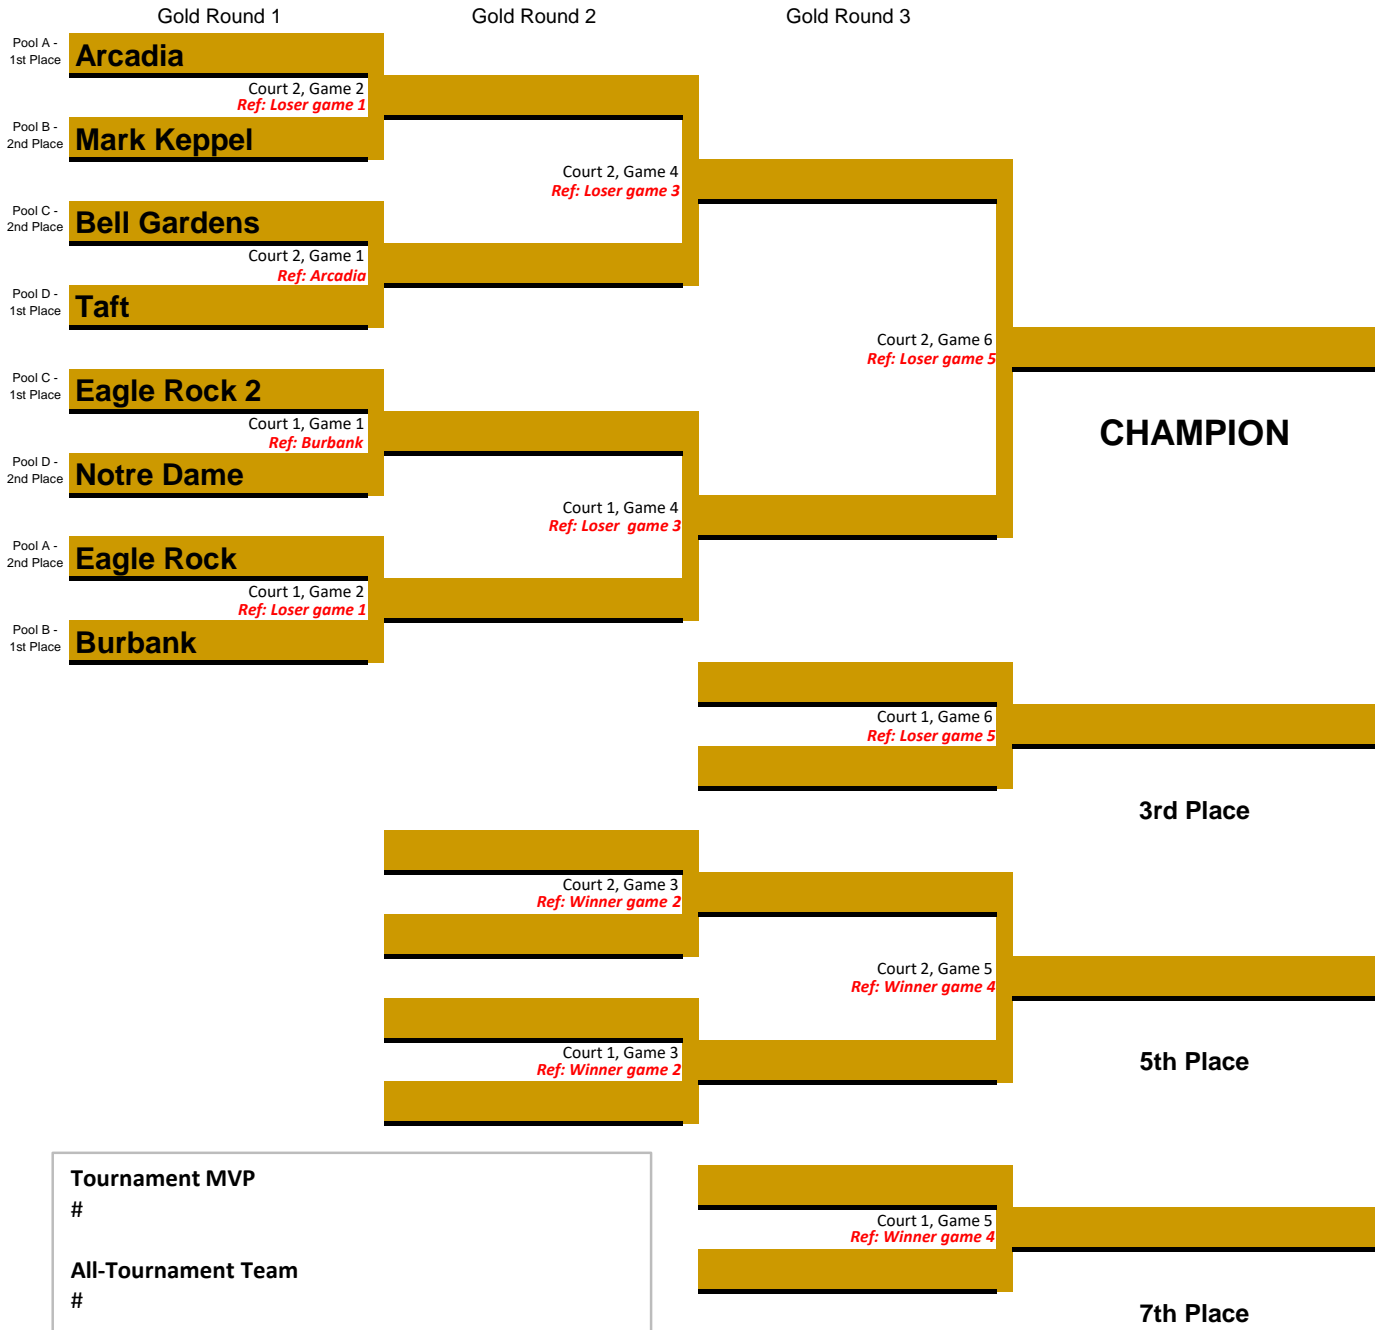 Gold Round 1
Gold Round 2
Gold Round 3
Pool A -
1st Place
Arcadia
Court 2, Game 2
Ref: Loser game 1
Pool B -
2nd Place
Mark Keppel
Court 2, Game 4
Ref: Loser game 3
Pool C -
2nd Place
Bell Gardens
Court 2, Game 1
Ref: Arcadia
Pool D -
1st Place
Taft
Court 2, Game 6
Ref: Loser game 5
Pool C -
1st Place
Eagle Rock 2
Court 1, Game 1
Ref: Burbank
CHAMPION
Pool D -
2nd Place
Notre Dame
Court 1, Game 4
Ref: Loser  game 3
Pool A -
2nd Place
Eagle Rock
Court 1, Game 2
Ref: Loser game 1
Pool B -
1st Place
Burbank
Court 1, Game 6
Ref: Loser game 5
3rd Place
Court 2, Game 3
Ref: Winner game 2
Court 2, Game 5
Ref: Winner game 4
Court 1, Game 3
Ref: Winner game 2
5th Place
Tournament MVP
#
All-Tournament Team
#
Court 1, Game 5
Ref: Winner game 4
7th Place